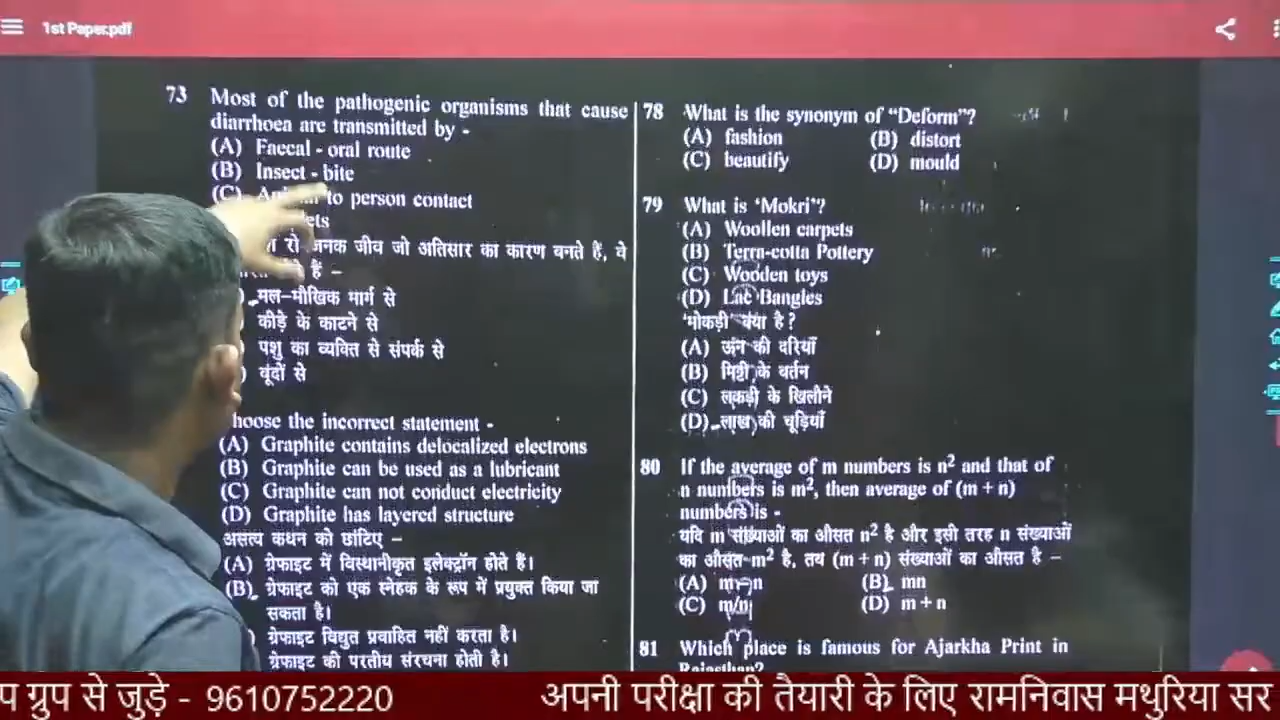 1st Paper.pdf
73 Most of the pathogenic organisms that cause
diarrhoea are transmitted by -
(A) Faecal - oral route
(B) Insect - bite
(C) to person contact
जनक जीव जो अतिसार का कारण बनते हैं, वे
हैं –
मल–मौखिक मार्ग से
कीड़े के काटने से
पशु का व्यक्ति से संपर्क से
बूंदों से
hoose the incorrect statement -
(A) Graphite contains delocalized electrons
(B) Graphite can be used as a lubricant
(C) Graphite can not conduct electricity
(D) Graphite has layered structure
असत्य कथन को छांटिए –
(A) ग्रेफाइट में विस्थानीकृत इलेक्ट्रॉन होते हैं।
(B) ग्रेफाइट को एक स्नेहक के रूप में प्रयुक्त किया जा
सकता है।
ग्रेफाइट विद्युत प्रवाहित नहीं करता है।
ग्रेफाइट की परतीय संरचना होती है।
78 What is the synonym of “Deform”?
(A) fashion (B) distort
(C) beautify (D) mould
79 What is ‘Mokri’?
(A) Woollen carpets
(B) Terra-cotta Pottery
(C) Wooden toys
(D) Lac Bangles
‘मोकड़ी’ क्या है?
(A) ऊन की दरियाँ
(B) मिट्टी के बर्तन
(C) लकड़ी के खिलौने
(D) लाख की चूड़ियाँ
80 If the average of m numbers is n² and that of
n numbers is m², then average of (m + n)
numbers is -
यदि m संख्याओं का औसत n² है और इसी तरह n संख्याओं
का औसत m² है, तब (m + n) संख्याओं का औसत है –
(A) m–n (B) mn
(C) m/n (D) m + n
81 Which place is famous for Ajarkha Print in
Rajasthan?
प ग्रुप से जुड़े - 9610752220 अपनी परीक्षा की तैयारी के लिए रामनिवास मथुरिया सर